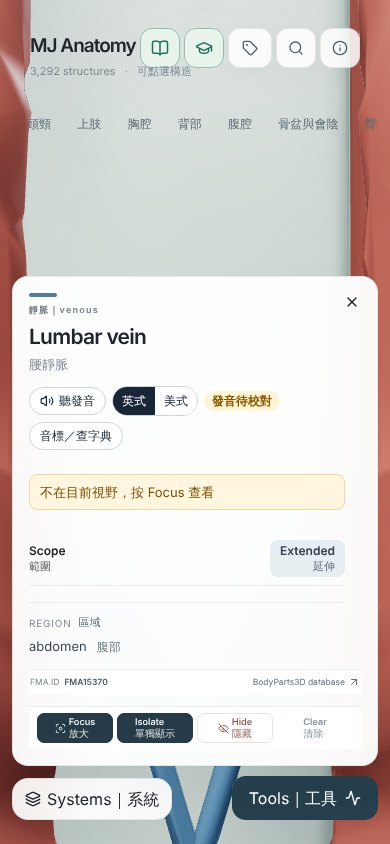 MJ Anatomy
3,292 structures · 可點選構造
頭頸 上肢 胸腔 背部 腹腔 骨盆與會陰 臀
靜脈 | venous
Lumbar vein
腰靜脈
聽發音 英式 美式 發音待校對
音標／查字典
不在目前視野，按 Focus 查看
Scope
範圍
Extended
延伸
REGION 區域
abdomen 腹部
FMA ID FMA15370
BodyParts3D database
Focus
放大
Isolate
單獨顯示
Hide
隱藏
Clear
清除
Systems | 系統
Tools | 工具